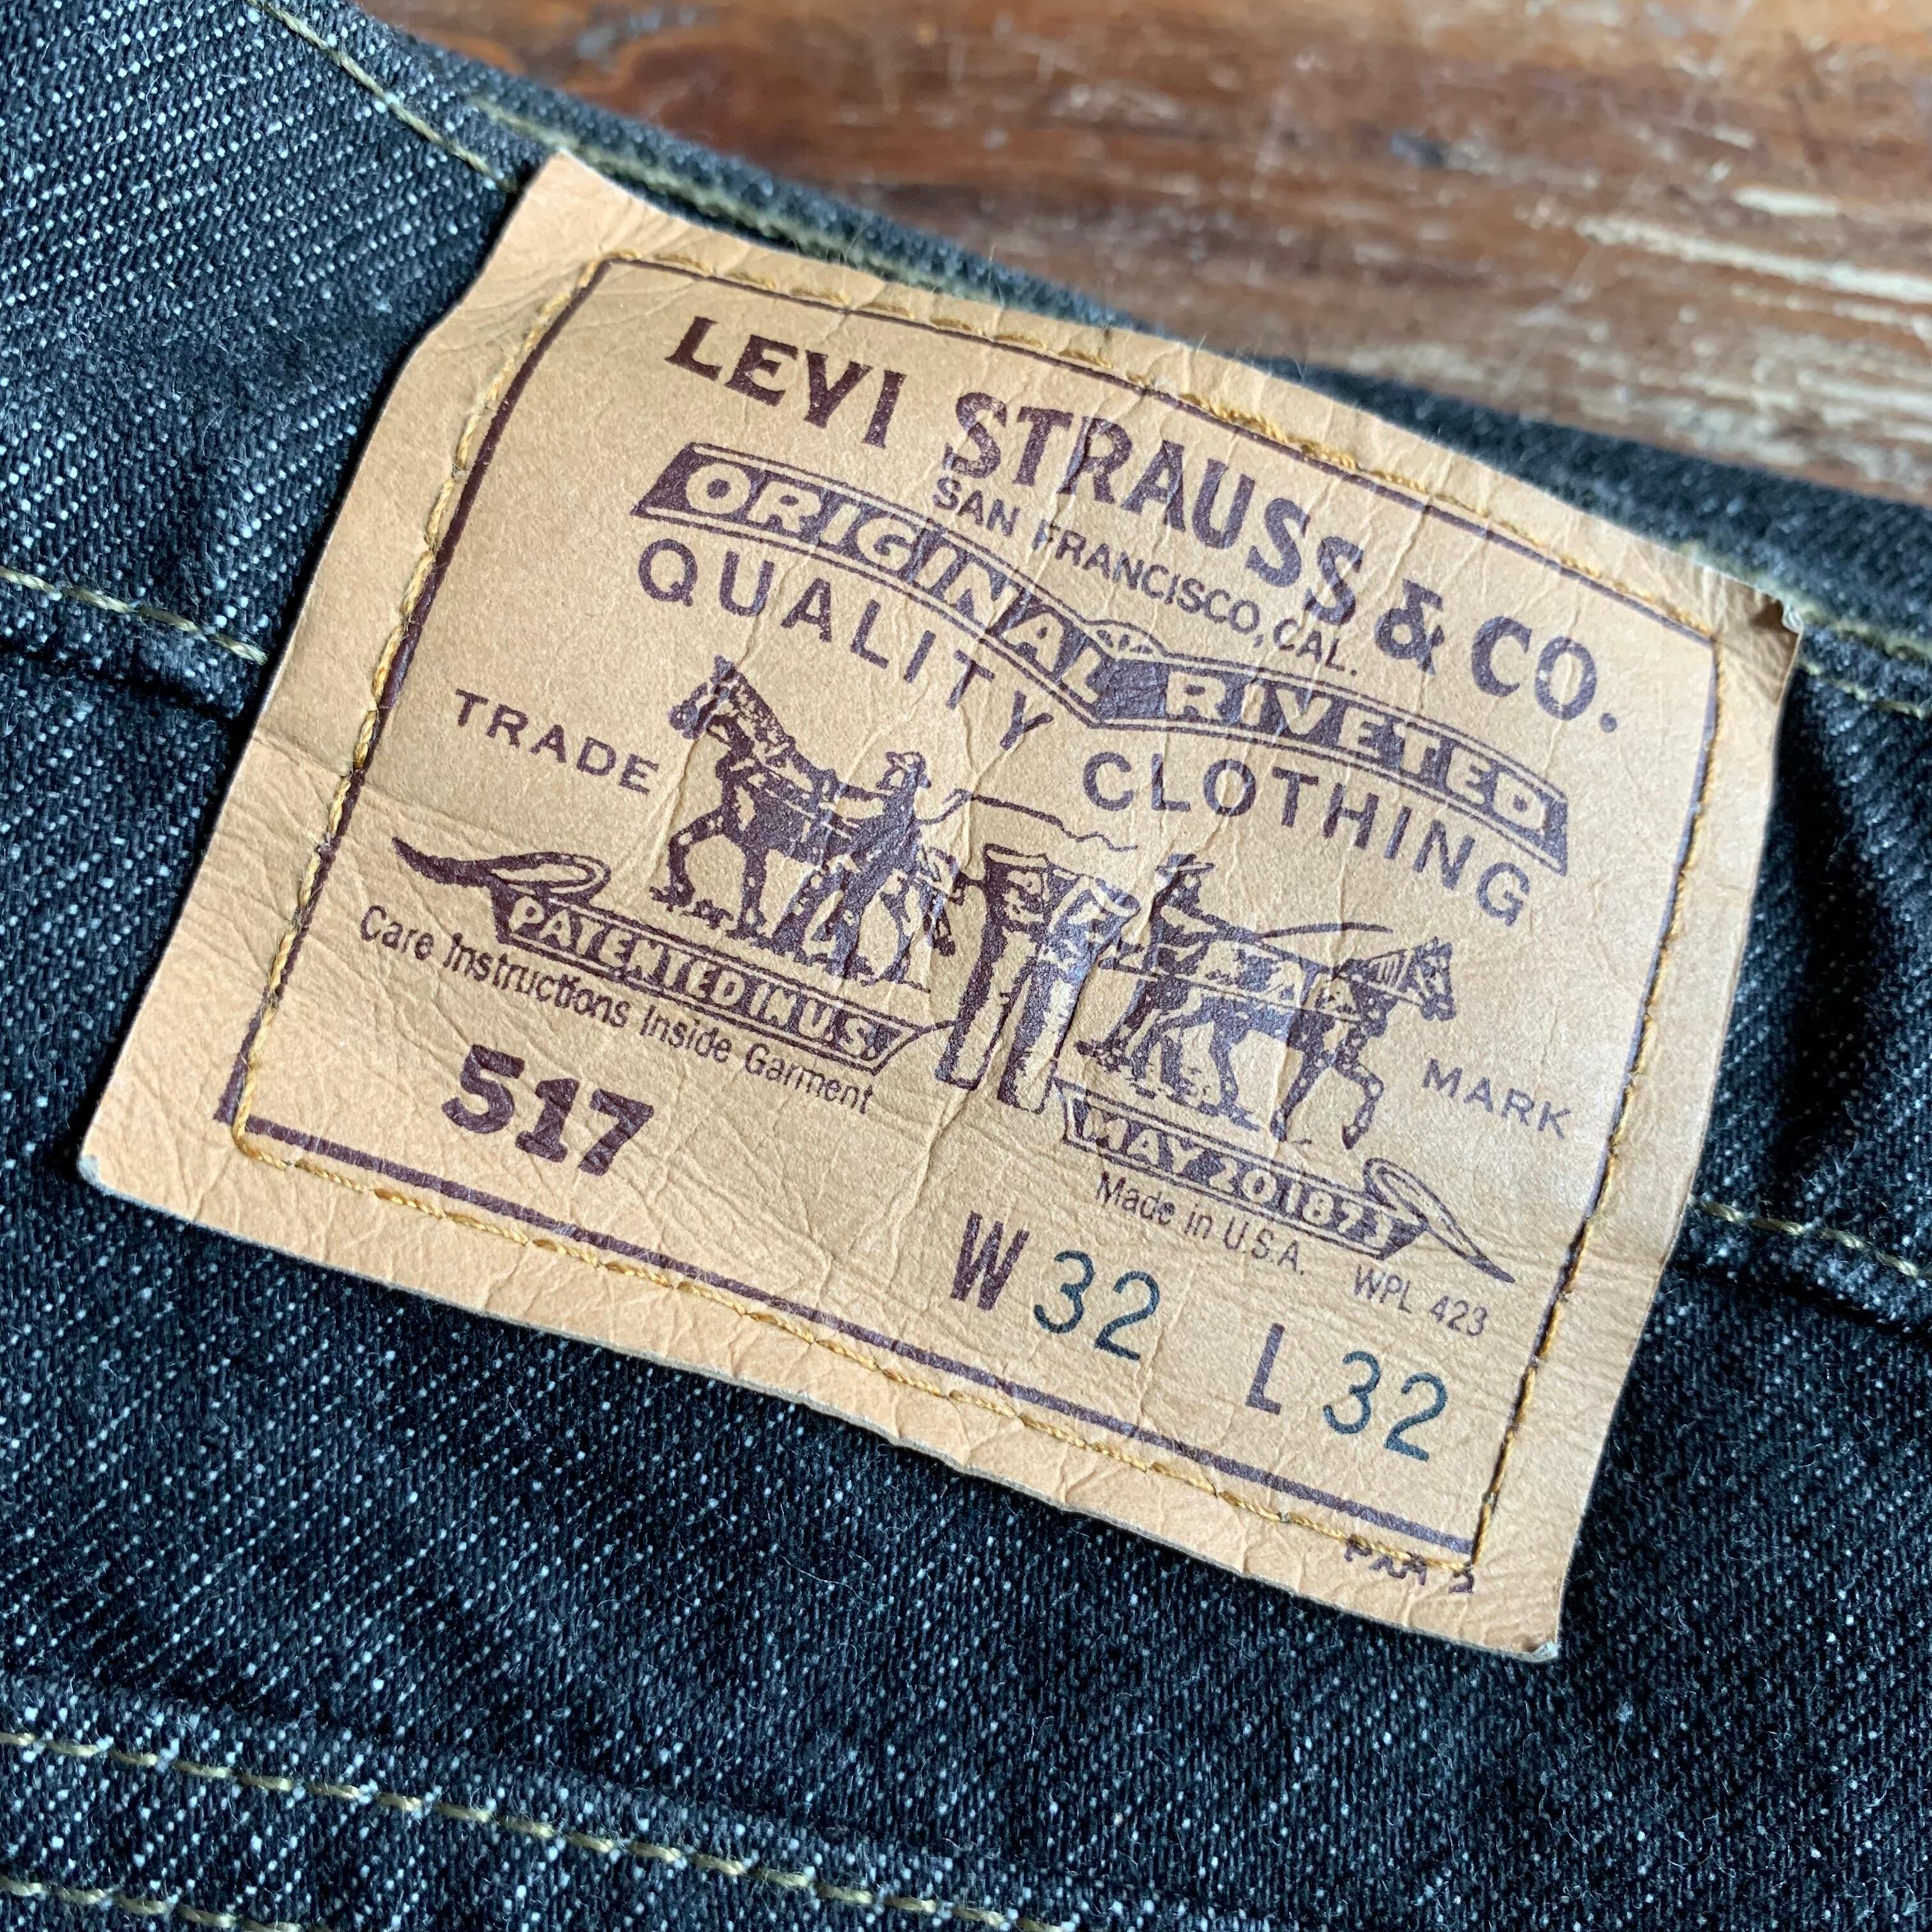 LEVI STRAUSS & CO.
SAN FRANCISCO, CAL.
ORIGINAL RIVETED
QUALITY CLOTHING
TRADE MARK
PATENTED IN U.S. MAY 20 1873
Care Instructions Inside Garment
Made in U.S.A. WPL 423
517
W 32 L 32